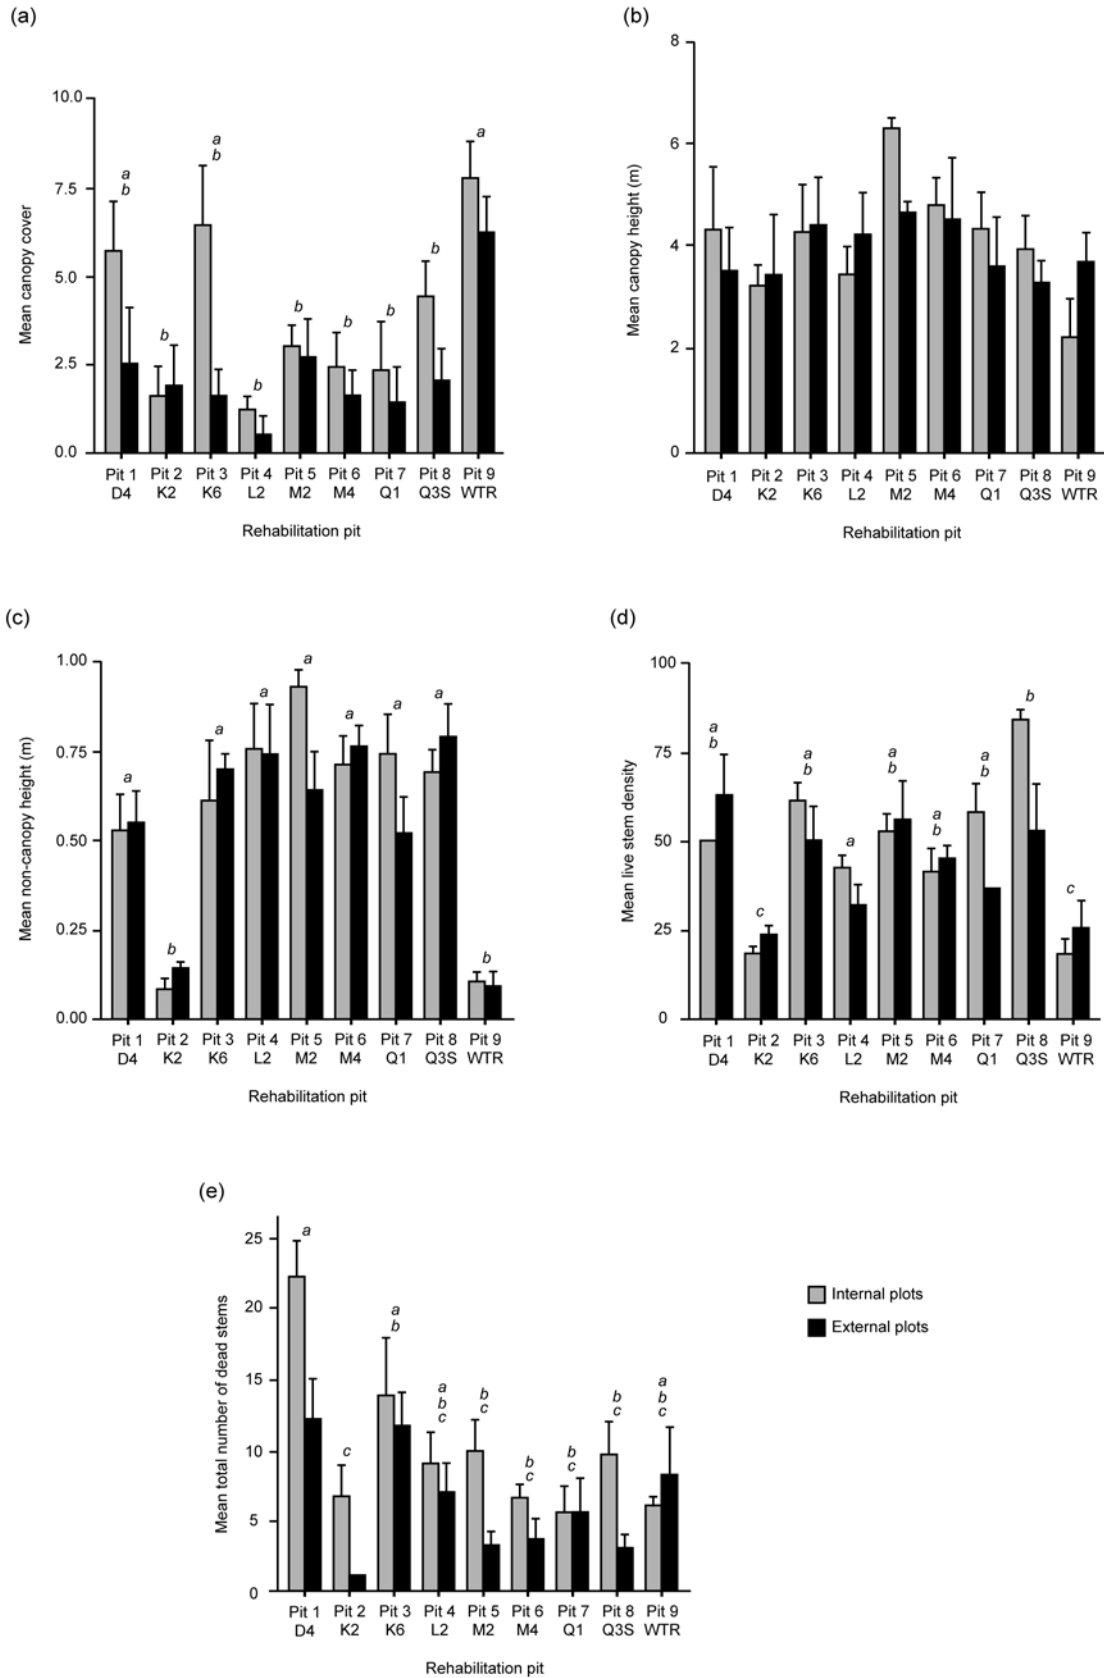 (a)
10.0
7.5
5.0
2.5
0.0
Mean canopy cover
a
b
b
a
b
b
b
b
b
b
a
Pit 1 Pit 2 Pit 3 Pit 4 Pit 5 Pit 6 Pit 7 Pit 8 Pit 9
D4 K2 K6 L2 M2 M4 Q1 Q3S WTR
Rehabilitation pit
(b)
8
6
4
2
0
Mean canopy height (m)
Pit 1 Pit 2 Pit 3 Pit 4 Pit 5 Pit 6 Pit 7 Pit 8 Pit 9
D4 K2 K6 L2 M2 M4 Q1 Q3S WTR
Rehabilitation pit
(c)
1.00
0.75
0.50
0.25
0.00
Mean non-canopy height (m)
a
b
a
a
a
a
a
a
b
Pit 1 Pit 2 Pit 3 Pit 4 Pit 5 Pit 6 Pit 7 Pit 8 Pit 9
D4 K2 K6 L2 M2 M4 Q1 Q3S WTR
Rehabilitation pit
(d)
100
75
50
25
0
Mean live stem density
a
b
c
a
b
a
a
b
a
b
a
b
b
c
Pit 1 Pit 2 Pit 3 Pit 4 Pit 5 Pit 6 Pit 7 Pit 8 Pit 9
D4 K2 K6 L2 M2 M4 Q1 Q3S WTR
Rehabilitation pit
(e)
25
20
15
10
5
0
Mean total number of dead stems
a
c
a
b
a
b
c
b
c
b
c
b
c
b
c
a
b
c
Pit 1 Pit 2 Pit 3 Pit 4 Pit 5 Pit 6 Pit 7 Pit 8 Pit 9
D4 K2 K6 L2 M2 M4 Q1 Q3S WTR
Rehabilitation pit
Internal plots
External plots